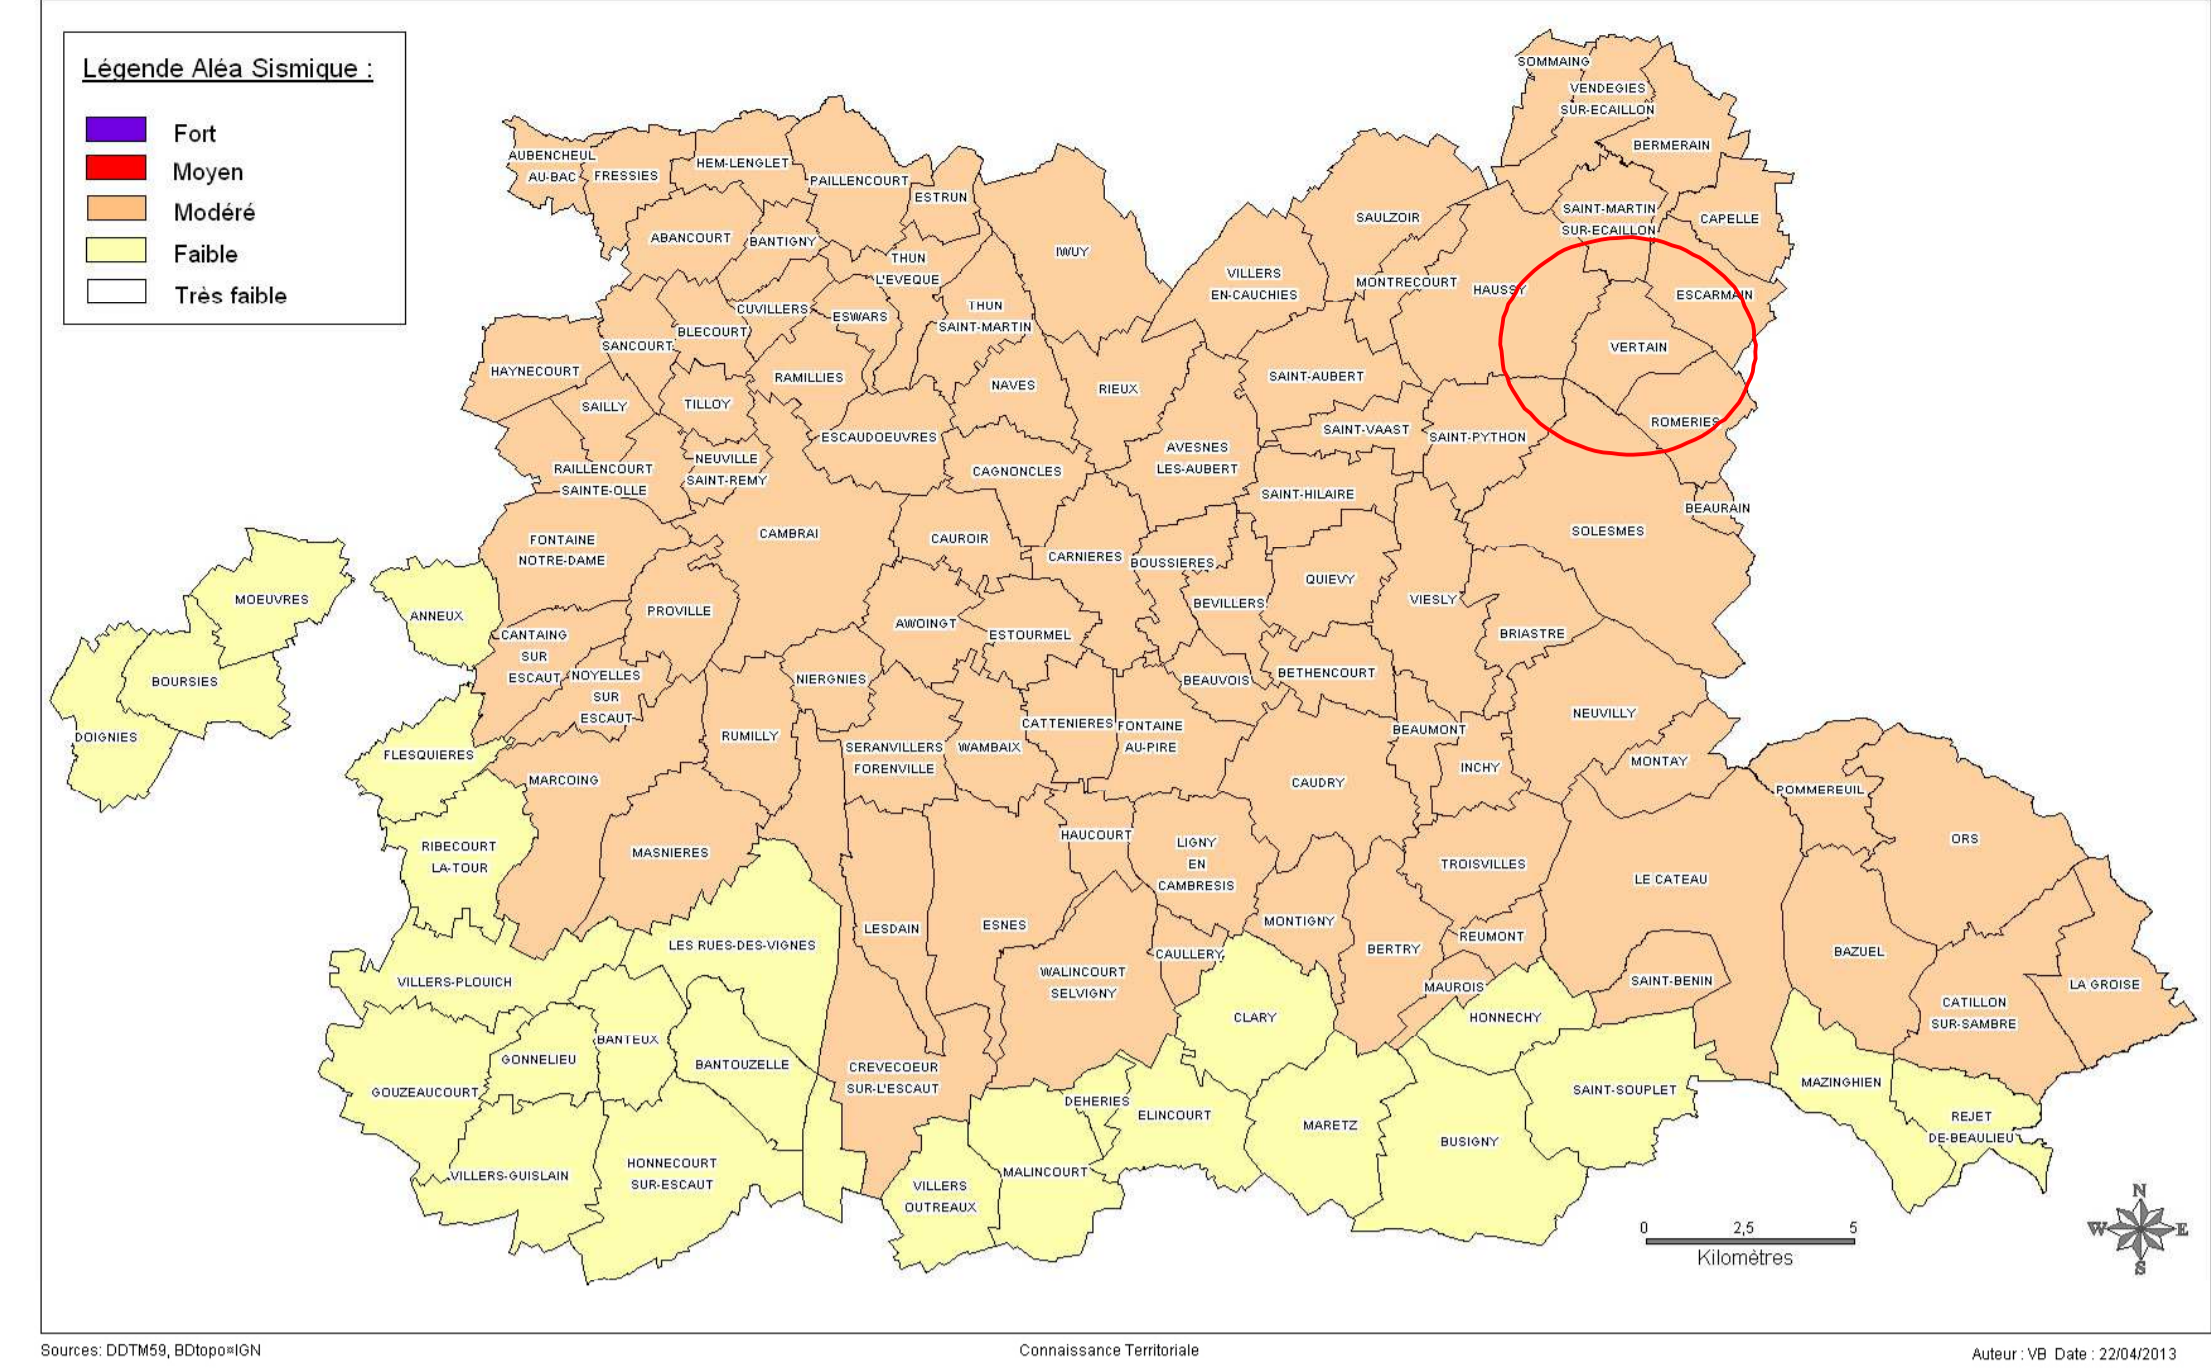 Légende Aléa Sismique :
Fort
Moyen
Modéré
Faible
Très faible
SOMMAING
VENDEGIES
SUR-ECAILLON
BERMERAIN
AUBENCHEUL
AU-BAC
FRESSIES
HEM-LENGLET
PAILLENCOURT
ESTRUN
SAINT-MARTIN
SUR-ECAILLON
CAPELLE
SAULZOIR
ABANCOURT
BANTIGNY
IWUY
THUN
L'EVEQUE
VILLERS
EN-CAUCHIES
MONTRECOURT
HAUSSY
ESCARMAIN
CUVILLERS
ESWARS
THUN
SAINT-MARTIN
BLECOURT
SANCOURT
VERTAIN
HAYNECOURT
RAMILLIES
NAVES
RIEUX
SAINT-AUBERT
SAILLY
TILLOY
ROMERIES
ESCAUDOEUVRES
SAINT-VAAST
SAINT-PYTHON
AVESNES
LES-AUBERT
NEUVILLE
SAINT-REMY
RAILLENCOURT
SAINTE-OLLE
CAGNONCLES
SAINT-HILAIRE
BEAURAIN
SOLESMES
FONTAINE
NOTRE-DAME
CAMBRAI
CAUROIR
CARNIERES
BOUSSIERES
QUIEVY
MOEUVRES
ANNEUX
PROVILLE
BEVILLERS
VIESLY
AWOINGT
ESTOURMEL
BRIASTRE
CANTAING
SUR
ESCAUT
NOYELLES
SUR
ESCAUT
BOURSIES
NIERGNIES
BEAUVOIS
BETHENCOURT
NEUVILLY
DOIGNIES
FLESQUIERES
RUMILLY
SERANVILLERS
FORENVILLE
WAMBAIX
CATTENIERES
FONTAINE
AU-PIRE
BEAUMONT
INCHY
MONTAY
MARCOING
CAUDRY
POMMEREUIL
ORS
RIBECOURT
LA-TOUR
MASNIERES
HAUCOURT
LIGNY
EN
CAMBRESIS
TROISVILLES
LE CATEAU
LESDAIN
ESNES
MONTIGNY
BERTRY
REUMONT
LES RUES-DES-VIGNES
CAULLERY
BAZUEL
VILLERS-PLOUICH
WALINCOURT
SELVIGNY
MAUROIS
SAINT-BENIN
LA GROISE
CATILLON
SUR-SAMBRE
CLARY
HONNECHY
BANTEUX
GONNELIEU
BANTOUZELLE
CREVECOEUR
SUR-L'ESCAUT
GOUZEAUCOURT
DEHERIES
ELINCOURT
SAINT-SOUPLET
MAZINGHIEN
REJET
DE-BEAULIEU
MARETZ
BUSIGNY
VILLERS-GUISLAIN
HONNECOURT
SUR-ESCAUT
MALINCOURT
VILLERS
OUTREAUX
N
W
E
S
0 2,5 5
Kilomètres
Sources: DDTM59, BDtopo¤IGN
Connaissance Territoriale
Auteur : VB Date : 22/04/2013